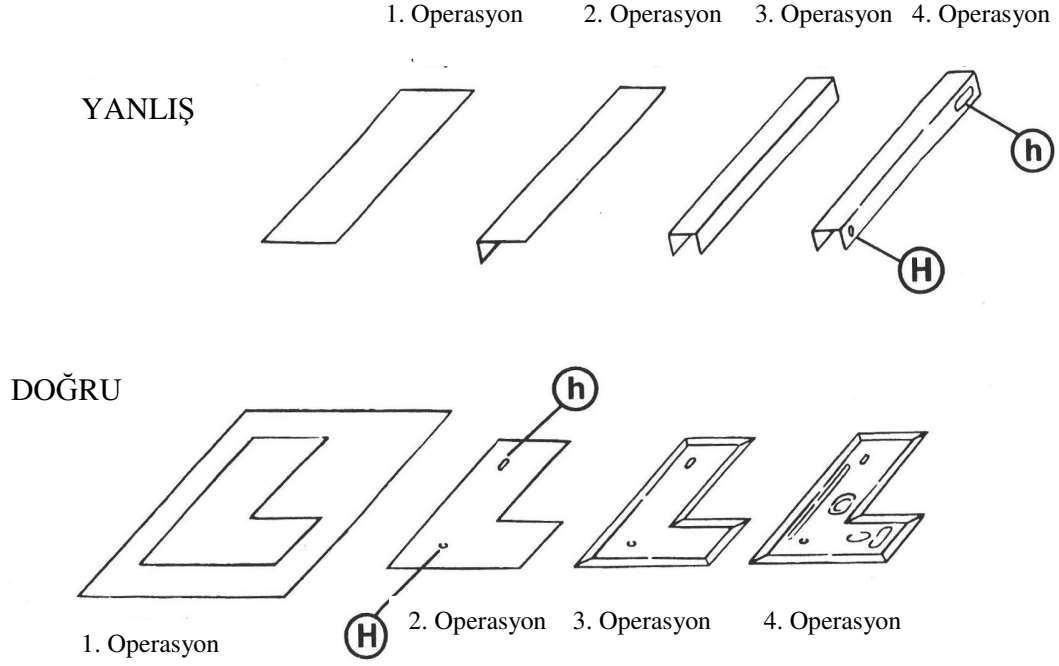 1. Operasyon 2. Operasyon 3. Operasyon 4. Operasyon
YANLIŞ
h
H
DOĞRU
h
H
2. Operasyon 3. Operasyon 4. Operasyon
1. Operasyon